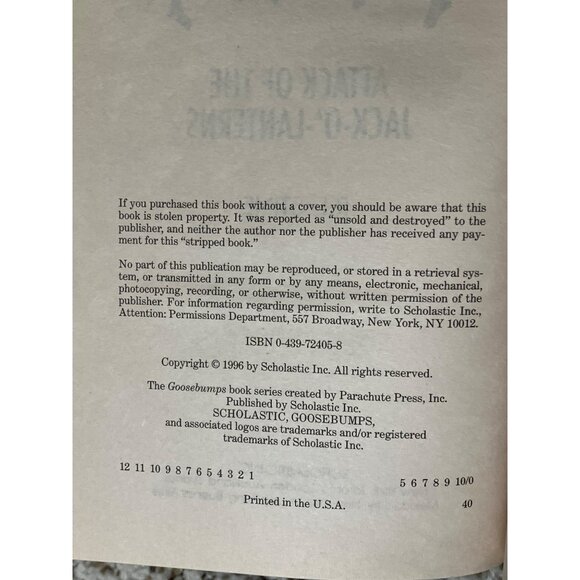 ATTACK OF THE
JACK-O'-LANTERNS
If you purchased this book without a cover, you should be aware that this
book is stolen property. It was reported as “unsold and destroyed” to the
publisher, and neither the author nor the publisher has received any pay-
ment for this “stripped book.”
No part of this publication may be reproduced, or stored in a retrieval sys-
tem, or transmitted in any form or by any means, electronic, mechanical,
photocopying, recording, or otherwise, without written permission of the
publisher. For information regarding permission, write to Scholastic Inc.,
Attention: Permissions Department, 557 Broadway, New York, NY 10012.
ISBN 0-439-72405-8
Copyright © 1996 by Scholastic Inc. All rights reserved.
The Goosebumps book series created by Parachute Press, Inc.
Published by Scholastic Inc.
SCHOLASTIC, GOOSEBUMPS,
and associated logos are trademarks and/or registered
trademarks of Scholastic Inc.
12 11 10 9 8 7 6 5 4 3 2 1 5 6 7 8 9 10/0
Printed in the U.S.A. 40